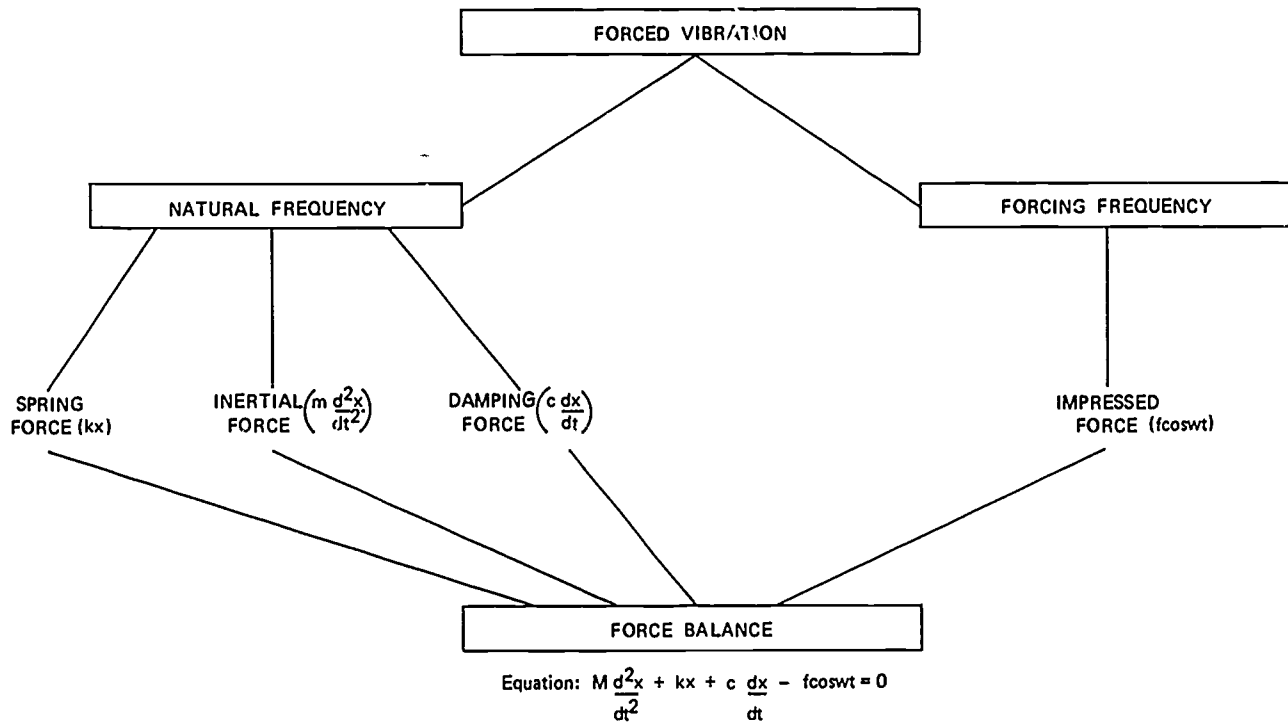 FORCED VIBRATION
NATURAL FREQUENCY
FORCING FREQUENCY
SPRING
FORCE (kx)
INERTIAL (m d²x/dt²)
FORCE
DAMPING (c dx/dt)
FORCE
IMPRESSED
FORCE (fcoswt)
FORCE BALANCE
Equation: M d²x/dt² + kx + c dx/dt – fcoswt = 0